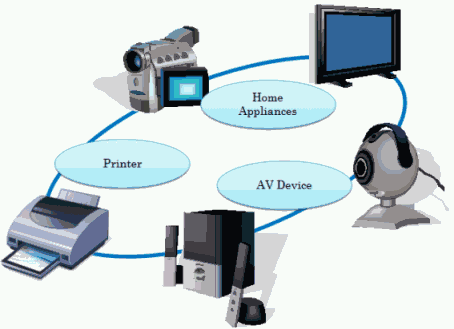 Home
Appliances
Printer
AV Device